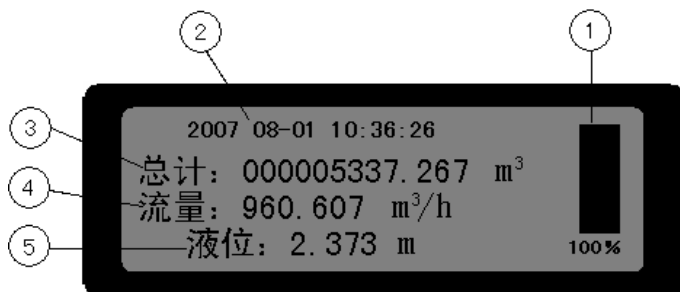 ② ①
③ 2007 08-01 10:36:26
总计: 000005337.267 m³
④ 流量: 960.607 m³/h
⑤ 液位: 2.373 m 100%